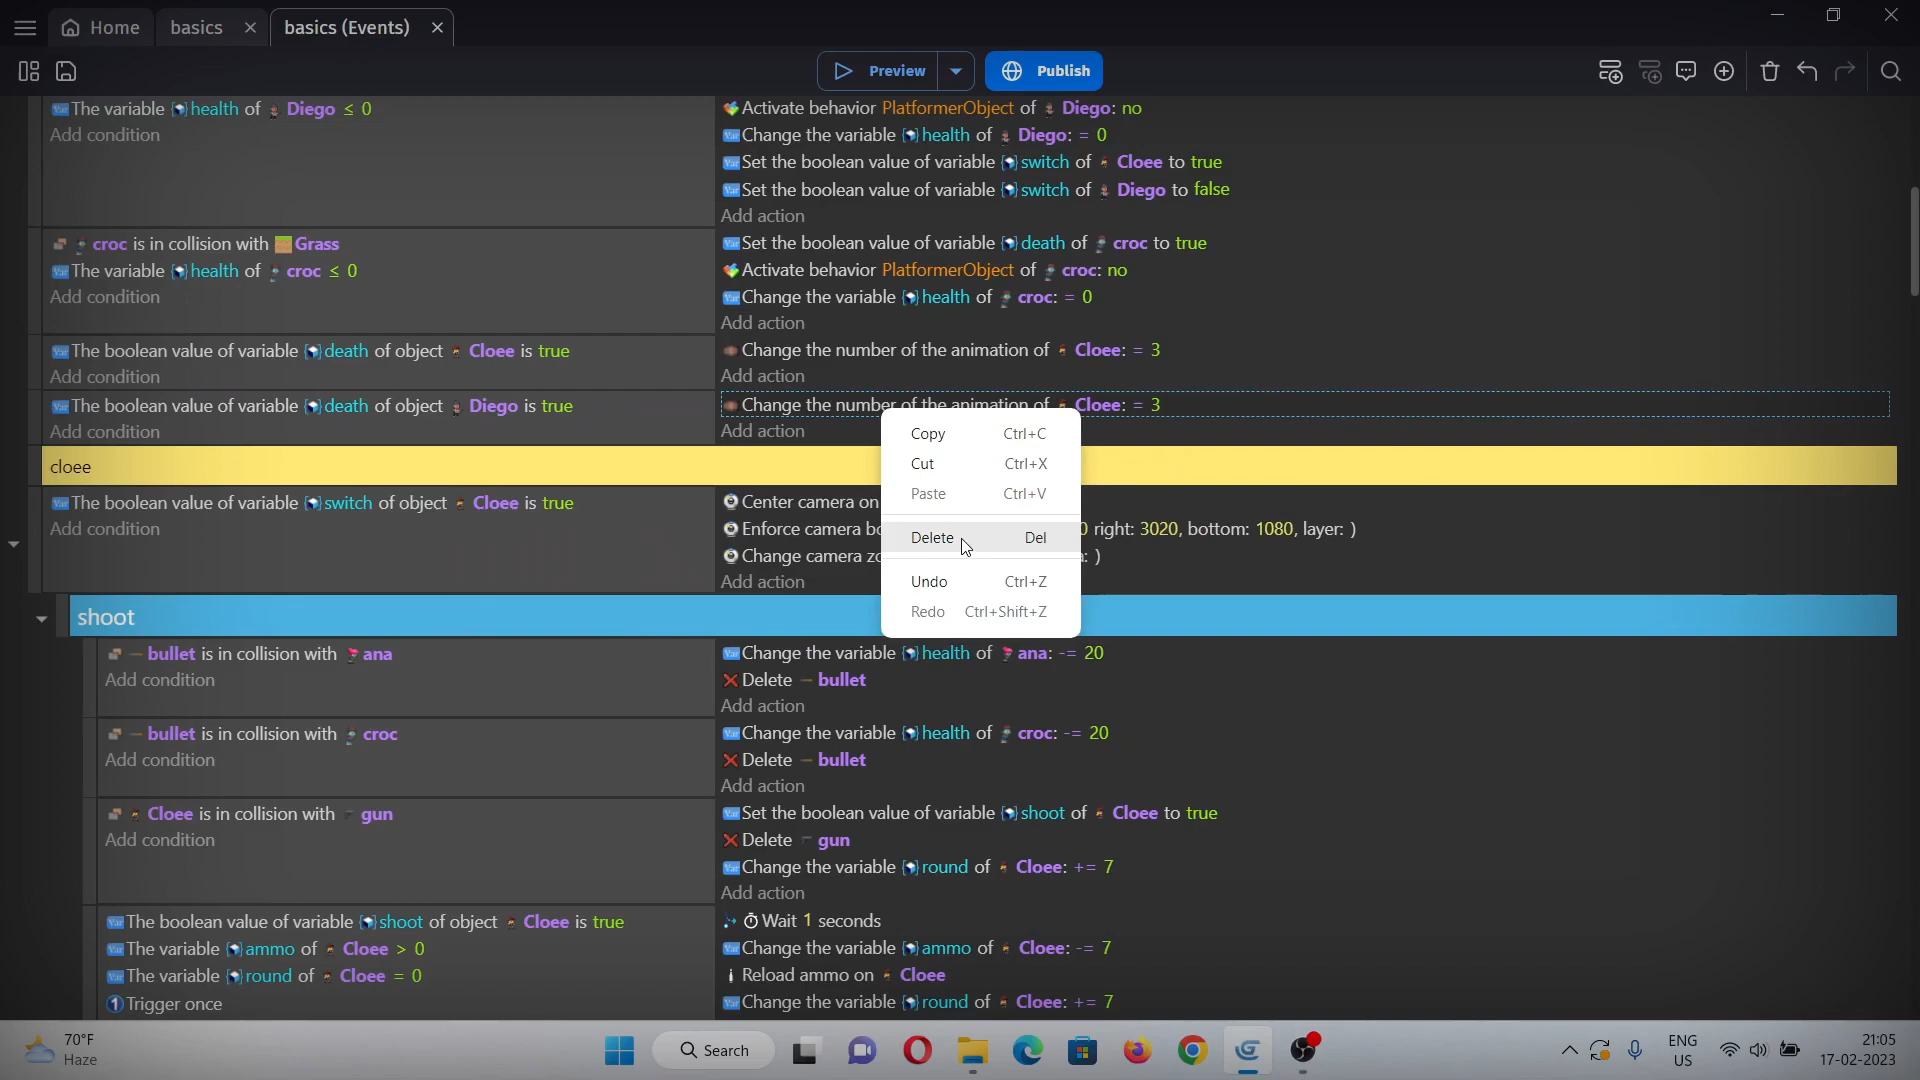 Home
basics
basics (Events)
Preview
Publish
The variable health of Diego ≤ 0
Add condition
Activate behavior PlatformerObject of Diego: no
Change the variable health of Diego: = 0
Set the boolean value of variable switch of Cloee to true
Set the boolean value of variable switch of Diego to false
Add action
croc is in collision with Grass
The variable health of croc ≤ 0
Add condition
Set the boolean value of variable death of croc to true
Activate behavior PlatformerObject of croc: no
Change the variable health of croc: = 0
Add action
The boolean value of variable death of object Cloee is true
Add condition
Change the number of the animation of Cloee: = 3
Add action
The boolean value of variable death of object Diego is true
Add condition
Change the number of the animation of Cloee: = 3
Add action
Copy Ctrl+C
Cut Ctrl+X
Paste Ctrl+V
Delete Del
Undo Ctrl+Z
Redo Ctrl+Shift+Z
cloee
The boolean value of variable switch of object Cloee is true
Add condition
Center camera on
Enforce camera 0 right: 3020, bottom: 1080, layer: )
Change camera )
Add action
shoot
bullet is in collision with ana
Add condition
Change the variable health of ana: -= 20
Delete bullet
Add action
bullet is in collision with croc
Add condition
Change the variable health of croc: -= 20
Delete bullet
Add action
Cloee is in collision with gun
Add condition
Set the boolean value of variable shoot of Cloee to true
Delete gun
Change the variable round of Cloee: += 7
Add action
The boolean value of variable shoot of object Cloee is true
The variable ammo of Cloee > 0
The variable round of Cloee = 0
Trigger once
Wait 1 seconds
Change the variable ammo of Cloee: -= 7
Reload ammo on Cloee
Change the variable round of Cloee: += 7
70°F
Haze
Search
ENG
US
21:05
17-02-2023